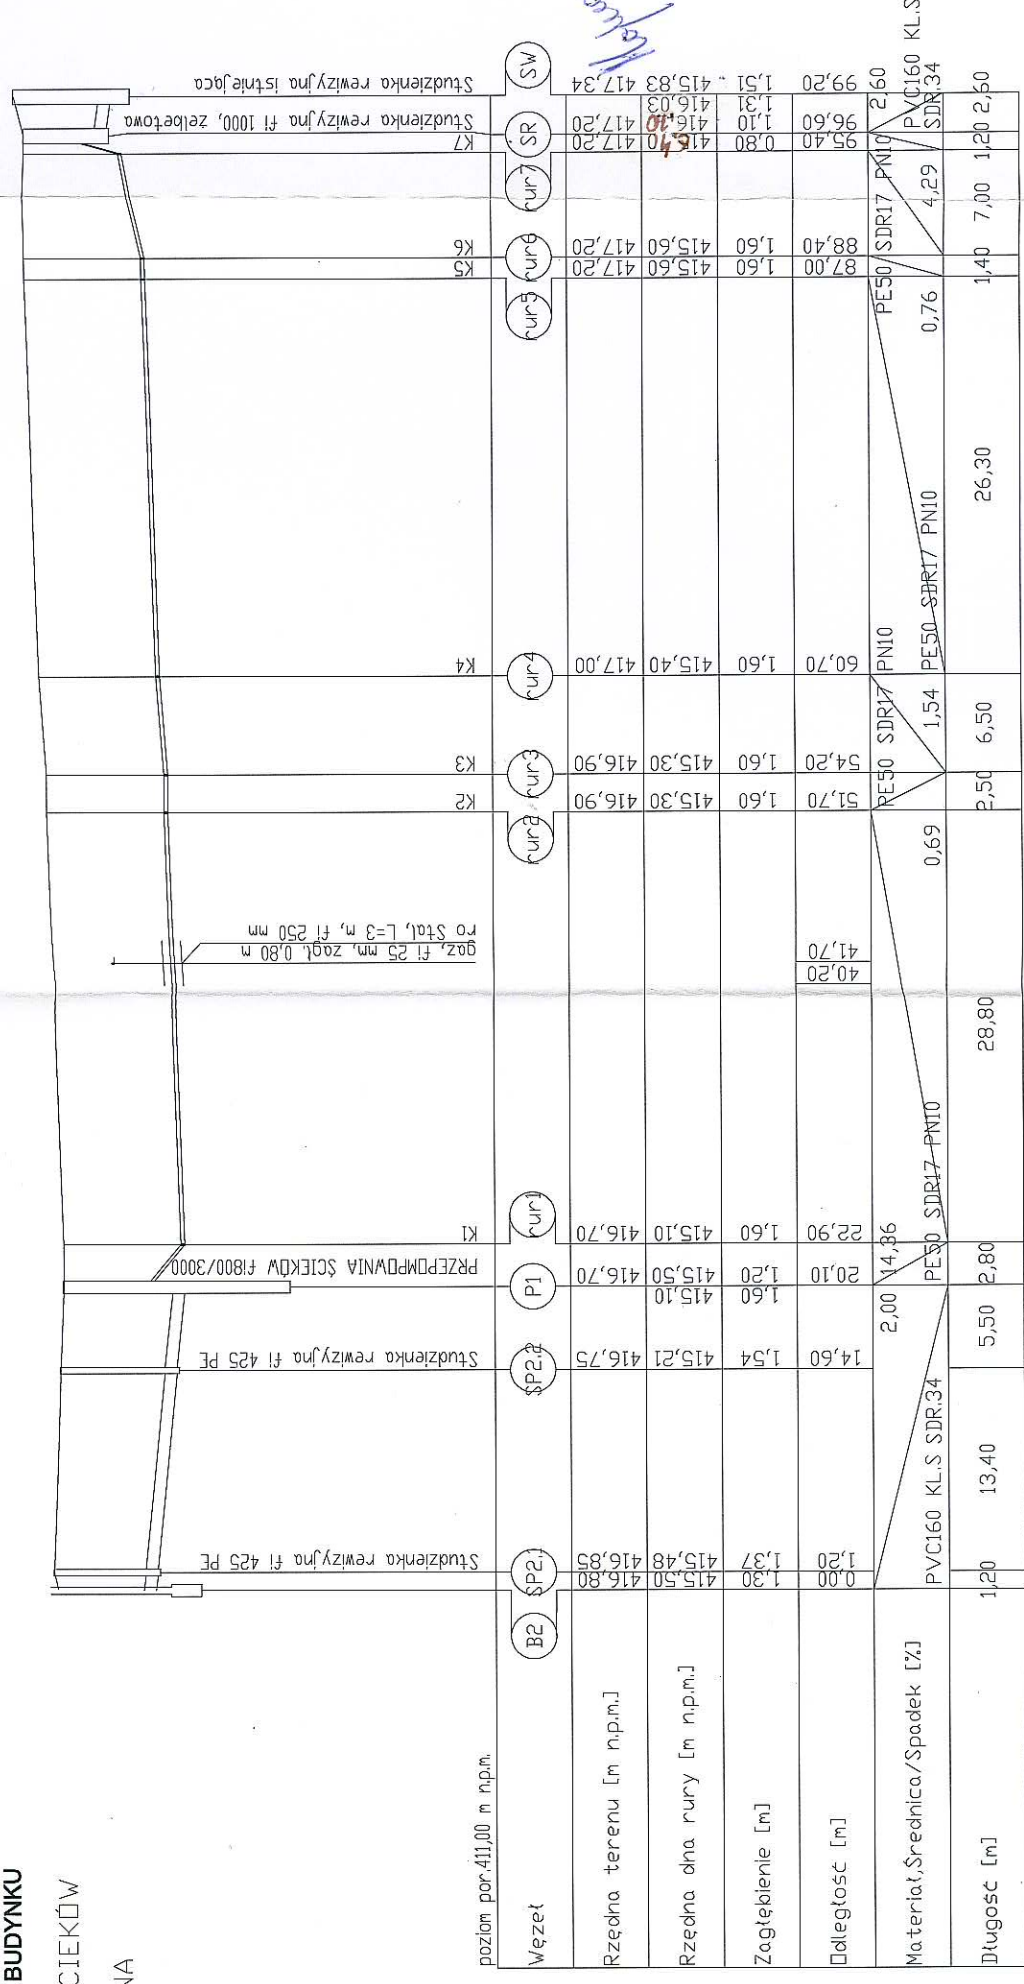 BUDYNKU
CIEKÓW
NA
Studzienka rewizyjna fi 425 PE
Studzienka rewizyjna fi 425 PE
PRZEPOMPOWNIA ŚCIEKÓW fi800/3000
K1
gaz, fi 25 mm, zagł. 0,80 m
ro Stal, L=3 m, fi 250 mm
K2
K3
K4
K5
K6
K7
Studzienka rewizyjna fi 1000, żelbetowa
Studzienka rewizyjna istniejąca
poziom por.411,00 m n.p.m.
Węzeł B2 SP2.1 SP2.2 P1 rur1 rur2 rur3 rur4 rur5 rur6 rur7 SR SW
Rzędna terenu [m n.p.m.] 416,80 416,85 416,75 416,70 416,70 416,90 416,90 417,00 417,20 417,20 417,20 417,20 417,34
Rzędna dna rury [m n.p.m.] 415,50 415,48 415,21 415,10 415,50 415,10 415,30 415,30 415,40 415,60 415,60 416,10 416,03 415,83
Zagłębienie [m] 1,30 1,37 1,54 1,60 1,20 1,60 1,60 1,60 1,60 1,60 1,60 0,80 1,10 1,31 1,51
Odległość [m] 0,00 1,20 14,60 20,10 22,90 40,20 41,70 51,70 54,20 60,70 87,00 88,40 95,40 96,60 99,20
Materiał,Średnica/Spadek [%] PVC160 KL.S SDR.34 2,00 14,36 PE50 SDR17 PN10 0,69 PE50 SDR17 PN10 1,54 PE50 SDR17 PN10 0,76 PE50 SDR17 PN10 4,29 PVC160 KL.S SDR.34 2,60
Długość [m] 1,20 13,40 5,50 2,80 28,80 2,50 6,50 26,30 1,40 7,00 1,20 2,60